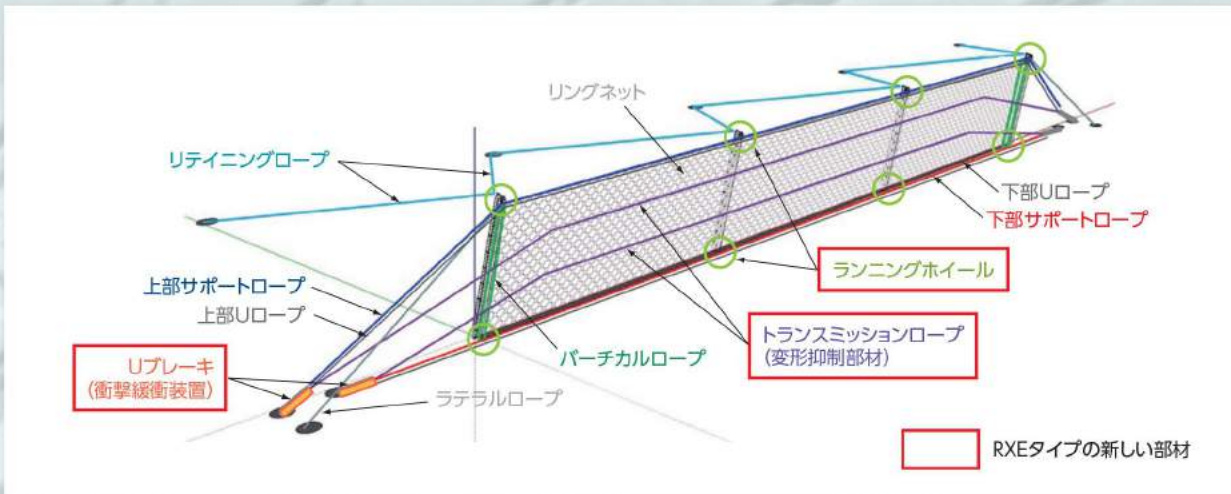 リングネット
リテイニングロープ
下部Uロープ
下部サポートロープ
ランニングホイール
上部サポートロープ
上部Uロープ
トランスミッションロープ
(変形抑制部材)
バーチカルロープ
Uブレーキ
(衝撃緩衝装置)
ラテラルロープ
RXEタイプの新しい部材